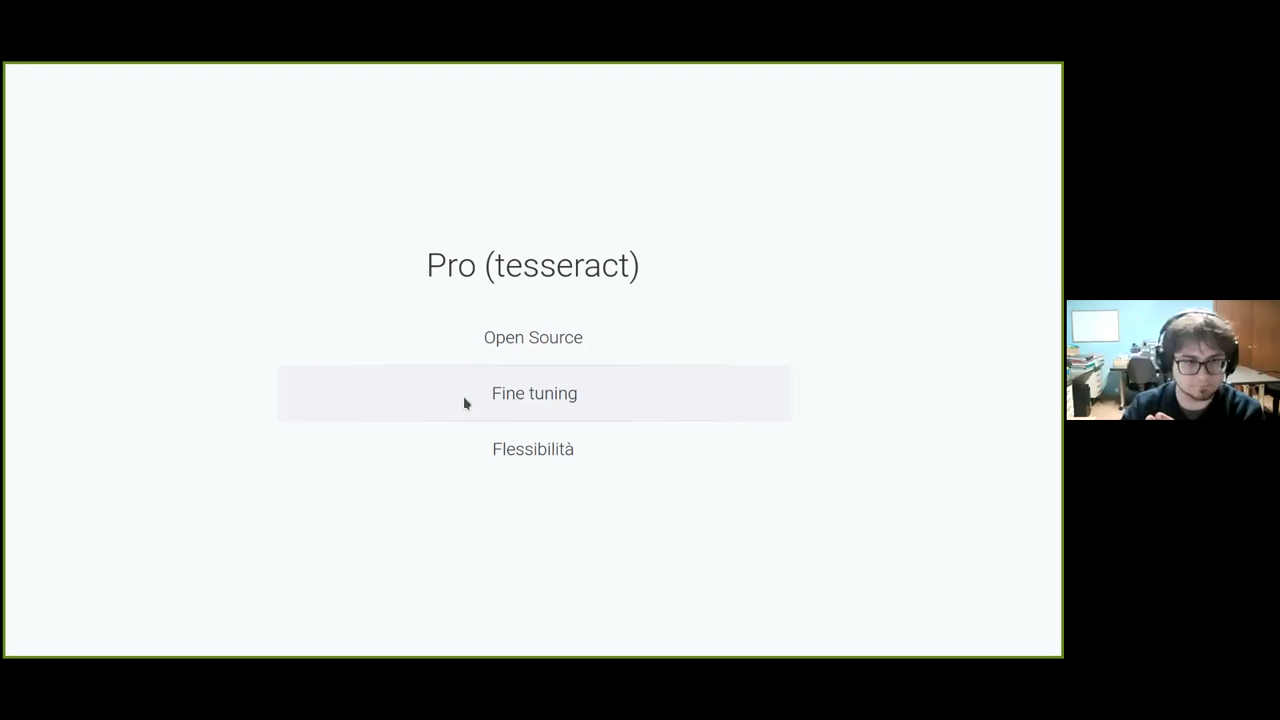 Pro (tesseract)
Open Source
Fine tuning
Flessibilità